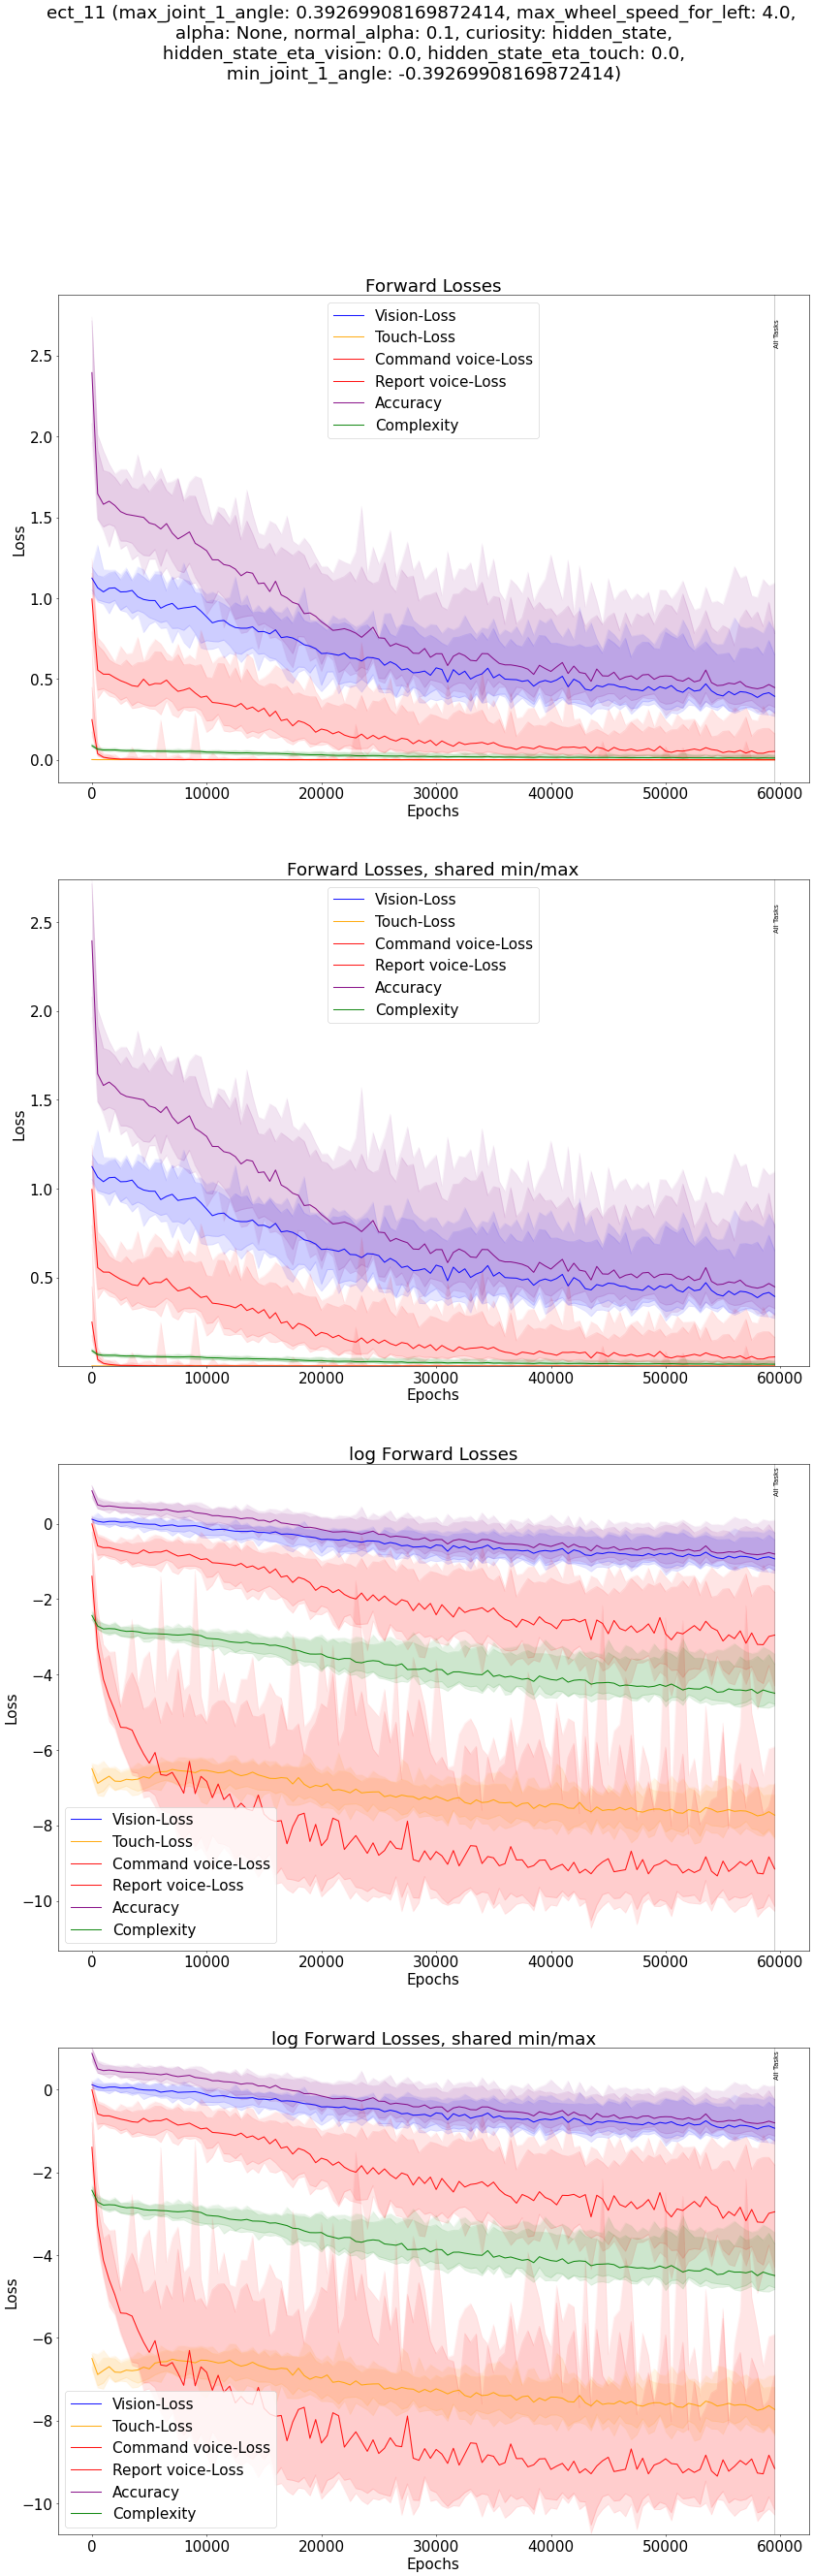 ect_11 (max_joint_1_angle: 0.39269908169872414, max_wheel_speed_for_left: 4.0,
alpha: None, normal_alpha: 0.1, curiosity: hidden_state,
hidden_state_eta_vision: 0.0, hidden_state_eta_touch: 0.0,
min_joint_1_angle: -0.39269908169872414)
Forward Losses
Vision-Loss
Touch-Loss
Command voice-Loss
Report voice-Loss
Accuracy
Complexity
All Tasks
2.5
2.0
1.5
1.0
0.5
0.0
Loss
0 10000 20000 30000 40000 50000 60000
Epochs
Forward Losses, shared min/max
Vision-Loss
Touch-Loss
Command voice-Loss
Report voice-Loss
Accuracy
Complexity
All Tasks
2.5
2.0
1.5
1.0
0.5
Loss
0 10000 20000 30000 40000 50000 60000
Epochs
log Forward Losses
All Tasks
0
−2
−4
−6
−8
−10
Loss
Vision-Loss
Touch-Loss
Command voice-Loss
Report voice-Loss
Accuracy
Complexity
0 10000 20000 30000 40000 50000 60000
Epochs
log Forward Losses, shared min/max
All Tasks
0
−2
−4
−6
−8
−10
Loss
Vision-Loss
Touch-Loss
Command voice-Loss
Report voice-Loss
Accuracy
Complexity
0 10000 20000 30000 40000 50000 60000
Epochs